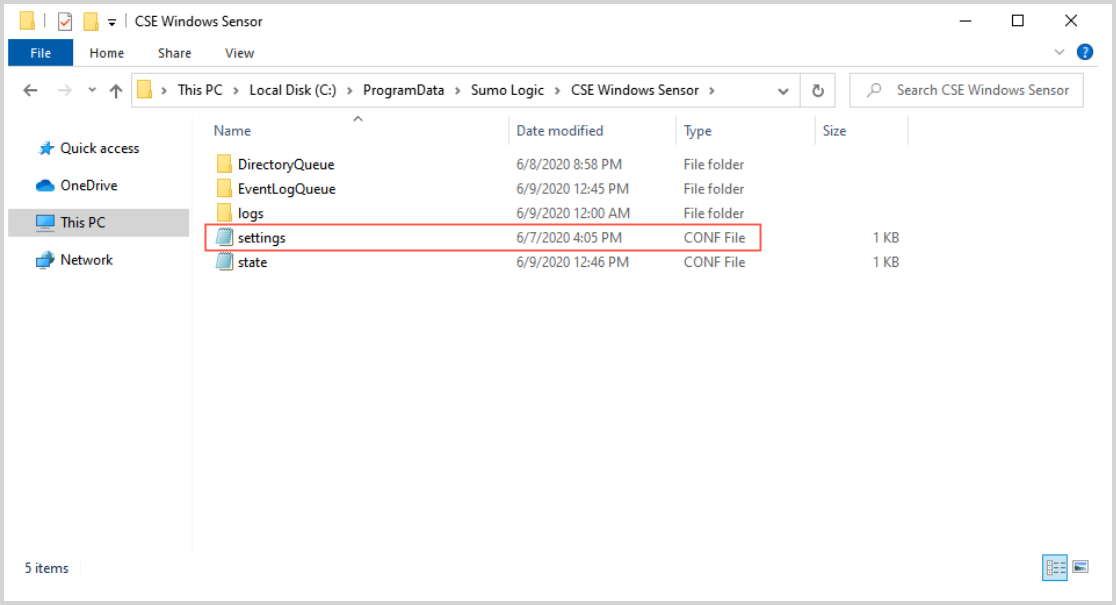 CSE Windows Sensor
File Home Share View
This PC Local Disk (C:) ProgramData Sumo Logic CSE Windows Sensor Search CSE Windows Sensor
Name Date modified Type Size
Quick access
OneDrive
This PC
Network
DirectoryQueue 6/8/2020 8:58 PM File folder
EventLogQueue 6/9/2020 12:45 PM File folder
logs 6/9/2020 12:00 AM File folder
settings 6/7/2020 4:05 PM CONF File 1 KB
state 6/9/2020 12:46 PM CONF File 1 KB
5 items